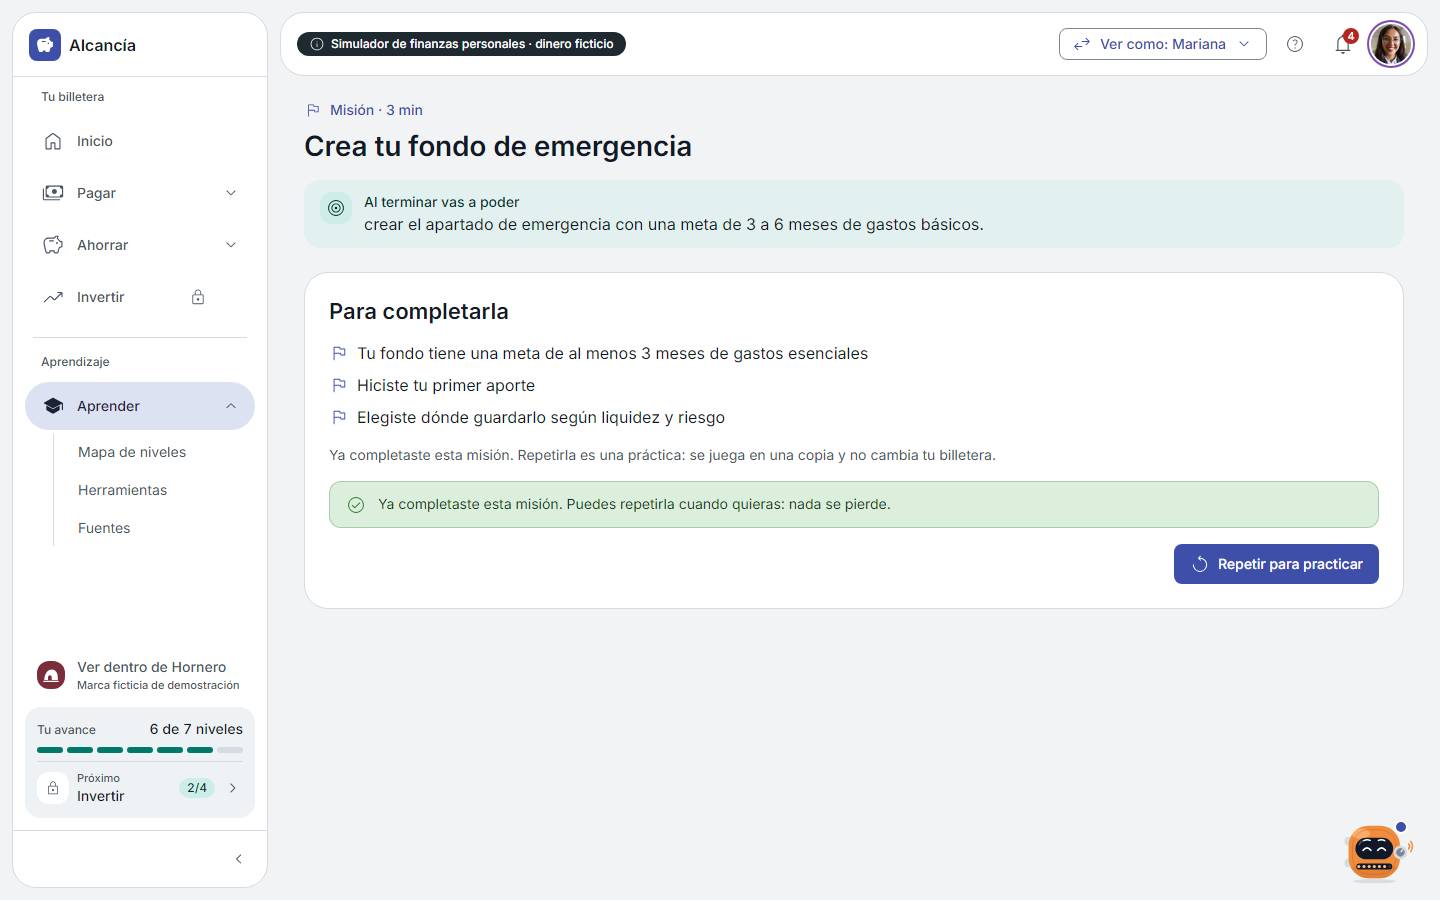 Alcancía
Tu billetera
Inicio
Pagar
Ahorrar
Invertir
Aprendizaje
Aprender
Mapa de niveles
Herramientas
Fuentes
Ver dentro de Hornero
Marca ficticia de demostración
Tu avance
6 de 7 niveles
Próximo
Invertir
2/4
Simulador de finanzas personales · dinero ficticio
Ver como: Mariana
4
Misión · 3 min
Crea tu fondo de emergencia
Al terminar vas a poder
crear el apartado de emergencia con una meta de 3 a 6 meses de gastos básicos.
Para completarla
Tu fondo tiene una meta de al menos 3 meses de gastos esenciales
Hiciste tu primer aporte
Elegiste dónde guardarlo según liquidez y riesgo
Ya completaste esta misión. Repetirla es una práctica: se juega en una copia y no cambia tu billetera.
Ya completaste esta misión. Puedes repetirla cuando quieras: nada se pierde.
Repetir para practicar